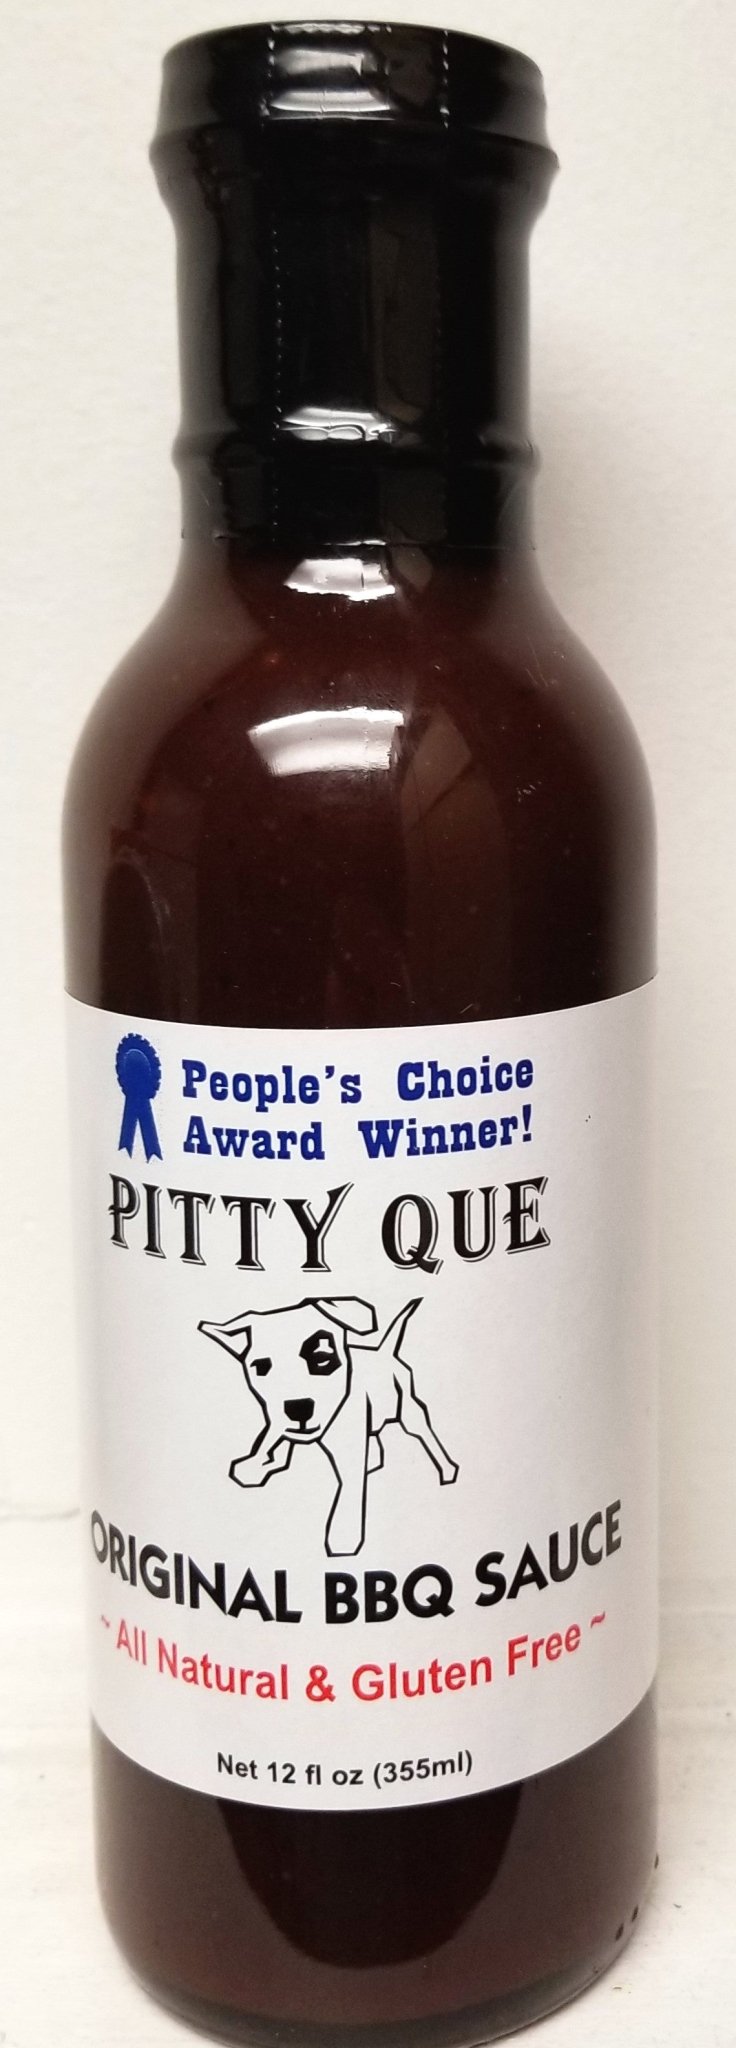 People's Choice
Award Winner!
PITTY QUE
ORIGINAL BBQ SAUCE
~ All Natural & Gluten Free ~
Net 12 fl oz (355ml)